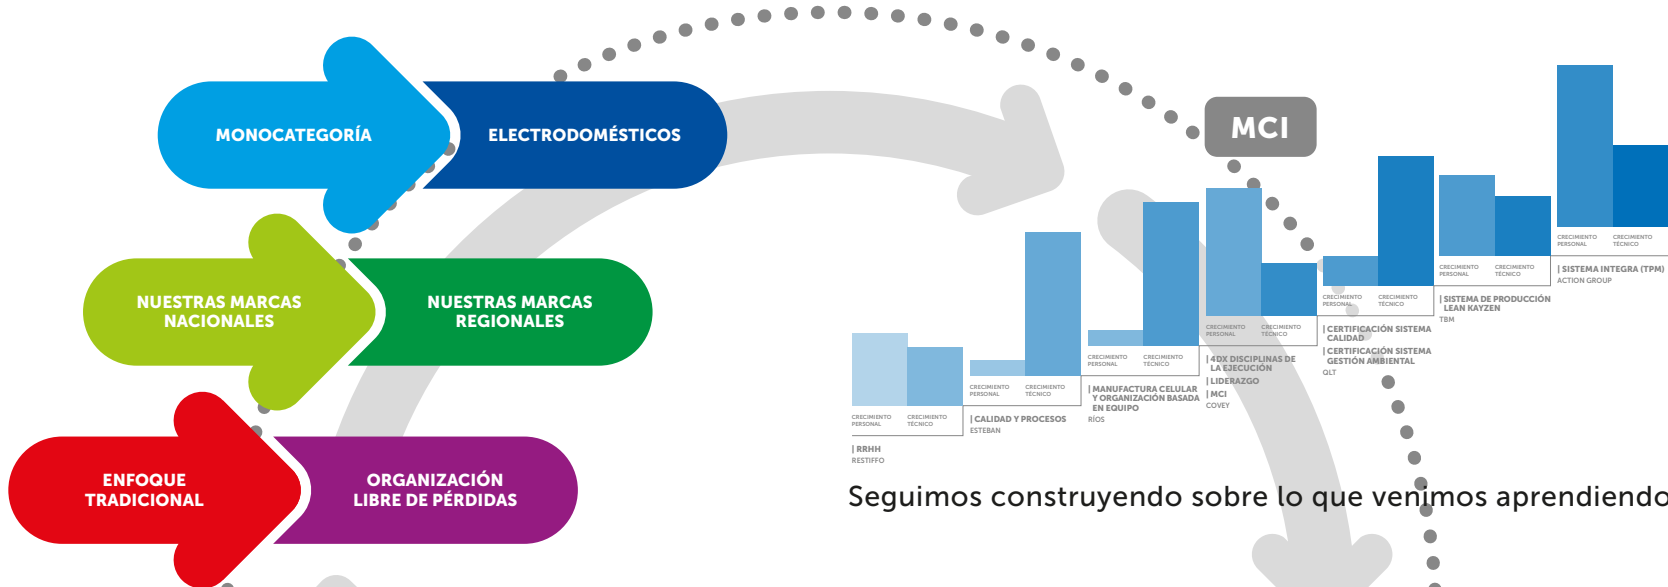 MONOCATEGORÍA
ELECTRODOMÉSTICOS
NUESTRAS MARCAS
NACIONALES
NUESTRAS MARCAS
REGIONALES
ENFOQUE
TRADICIONAL
ORGANIZACIÓN
LIBRE DE PÉRDIDAS
MCI
CRECIMIENTO
PERSONAL
CRECIMIENTO
TÉCNICO
| RRHH
RESTIFFO
CRECIMIENTO
PERSONAL
CRECIMIENTO
TÉCNICO
| CALIDAD Y PROCESOS
ESTEBAN
CRECIMIENTO
PERSONAL
CRECIMIENTO
TÉCNICO
| MANUFACTURA CELULAR
Y ORGANIZACIÓN BASADA
EN EQUIPO
RÍOS
CRECIMIENTO
PERSONAL
CRECIMIENTO
TÉCNICO
| 4DX DISCIPLINAS DE
LA EJECUCIÓN
| LIDERAZGO
| MCI
COVEY
CRECIMIENTO
PERSONAL
CRECIMIENTO
TÉCNICO
| CERTIFICACIÓN SISTEMA
CALIDAD
| CERTIFICACIÓN SISTEMA
GESTIÓN AMBIENTAL
QLT
CRECIMIENTO
PERSONAL
CRECIMIENTO
TÉCNICO
| SISTEMA DE PRODUCCIÓN
LEAN KAYZEN
TBM
CRECIMIENTO
PERSONAL
CRECIMIENTO
TÉCNICO
| SISTEMA INTEGRA (TPM)
ACTION GROUP
Seguimos construyendo sobre lo que venimos aprendiendo